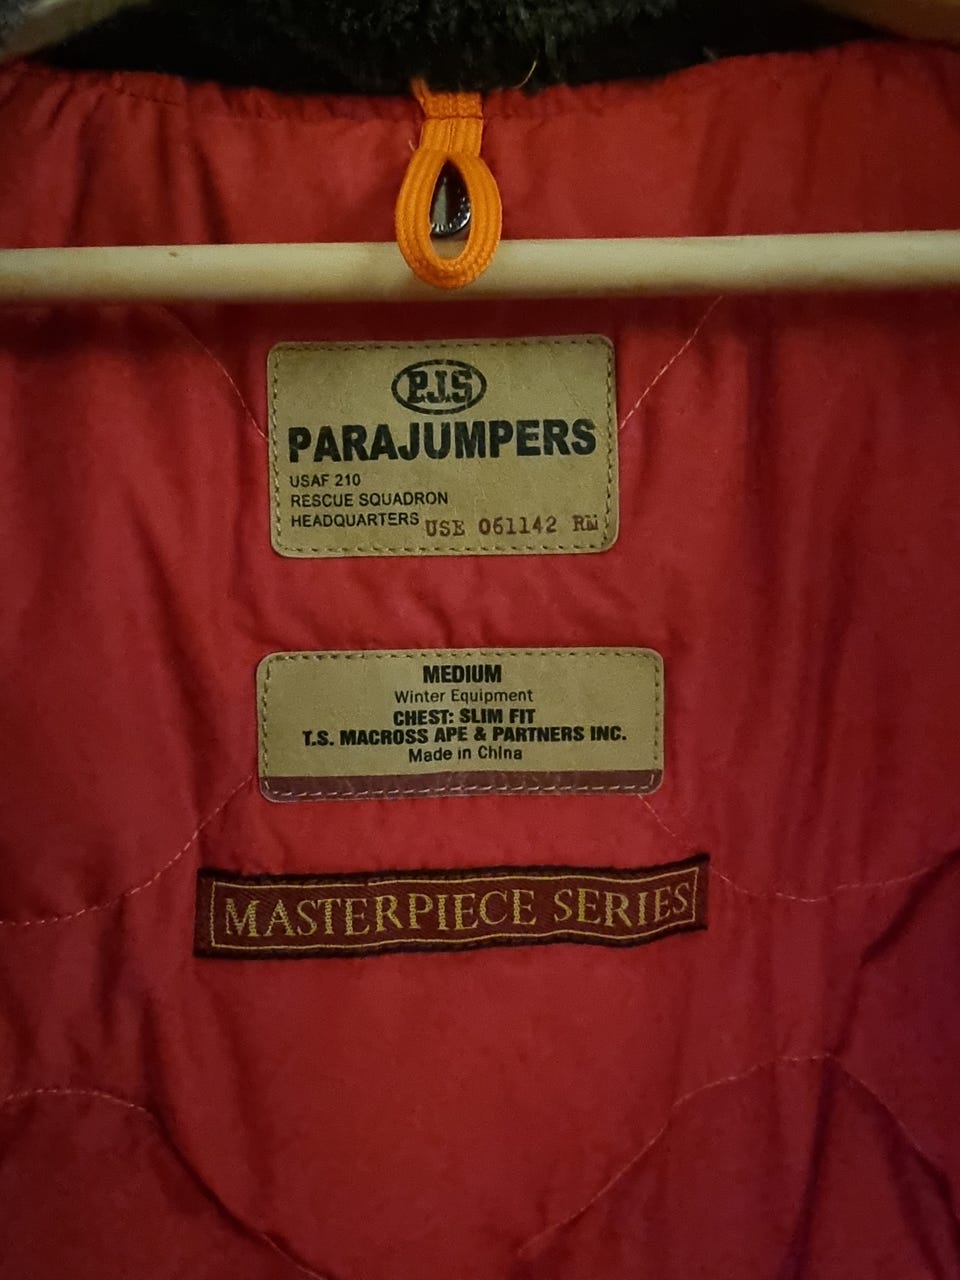 P.J.S
PARAJUMPERS
USAF 210
RESCUE SQUADRON
HEADQUARTERS USE 061142 RM
MEDIUM
Winter Equipment
CHEST: SLIM FIT
T.S. MACROSS APE & PARTNERS INC.
Made in China
MASTERPIECE SERIES